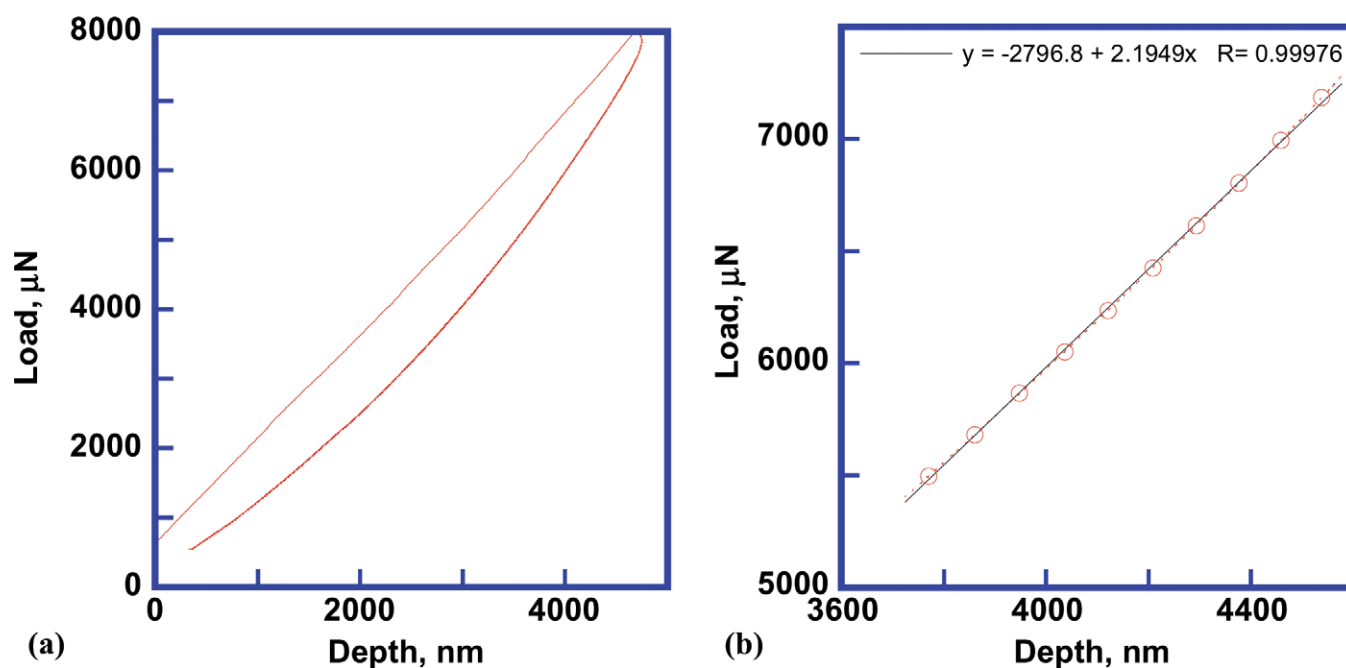 8000
6000
4000
2000
0
Load, μN
0 2000 4000
Depth, nm
(a)
y = -2796.8 + 2.1949x R= 0.99976
7000
6000
5000
Load, μN
3600 4000 4400
Depth, nm
(b)